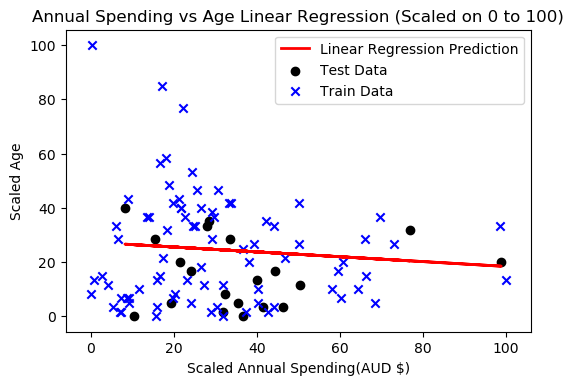 Annual Spending vs Age Linear Regression (Scaled on 0 to 100)
Linear Regression Prediction
Test Data
Train Data
100
80
60
40
20
0
Scaled Age
0 20 40 60 80 100
Scaled Annual Spending(AUD $)